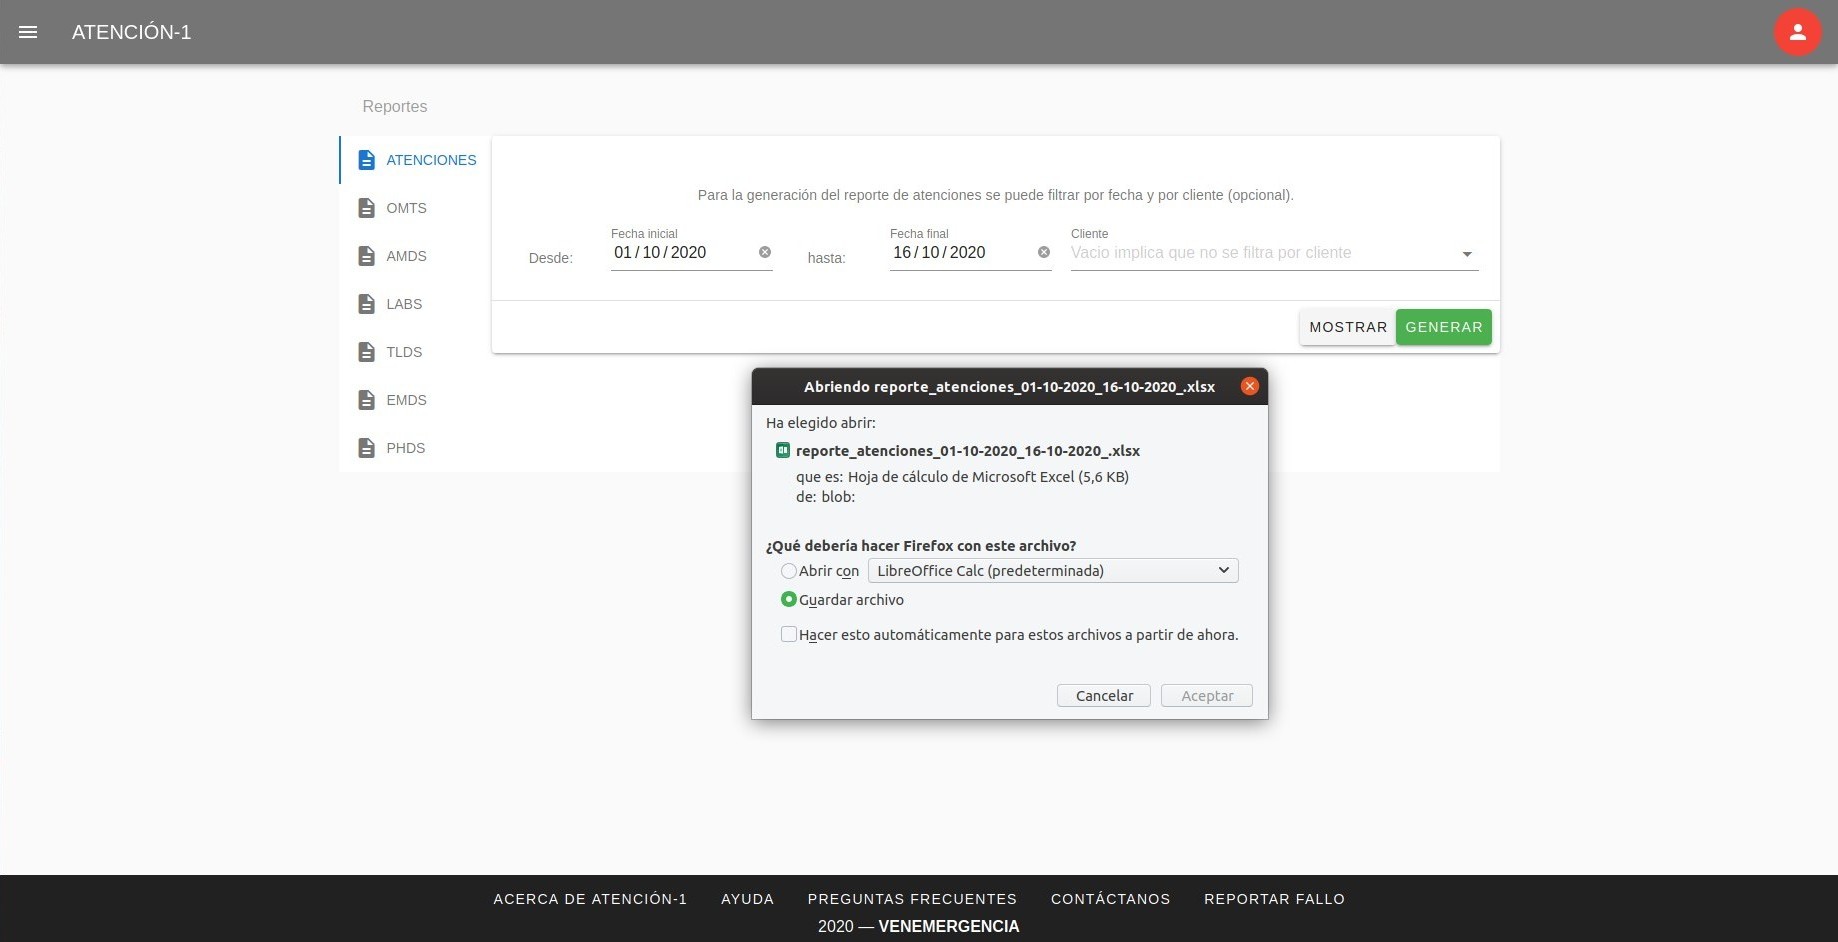 ATENCIÓN-1
Reportes
ATENCIONES
OMTS
AMDS
LABS
TLDS
EMDS
PHDS
Para la generación del reporte de atenciones se puede filtrar por fecha y por cliente (opcional).
Desde:
Fecha inicial
01/10/2020
hasta:
Fecha final
16/10/2020
Cliente
Vacio implica que no se filtra por cliente
MOSTRAR
GENERAR
Abriendo reporte_atenciones_01-10-2020_16-10-2020_.xlsx
Ha elegido abrir:
reporte_atenciones_01-10-2020_16-10-2020_.xlsx
que es: Hoja de cálculo de Microsoft Excel (5,6 KB)
de: blob:
¿Qué debería hacer Firefox con este archivo?
Abrir con LibreOffice Calc (predeterminada)
Guardar archivo
Hacer esto automáticamente para estos archivos a partir de ahora.
Cancelar Aceptar
ACERCA DE ATENCIÓN-1 AYUDA PREGUNTAS FRECUENTES CONTÁCTANOS REPORTAR FALLO
2020 — VENEMERGENCIA